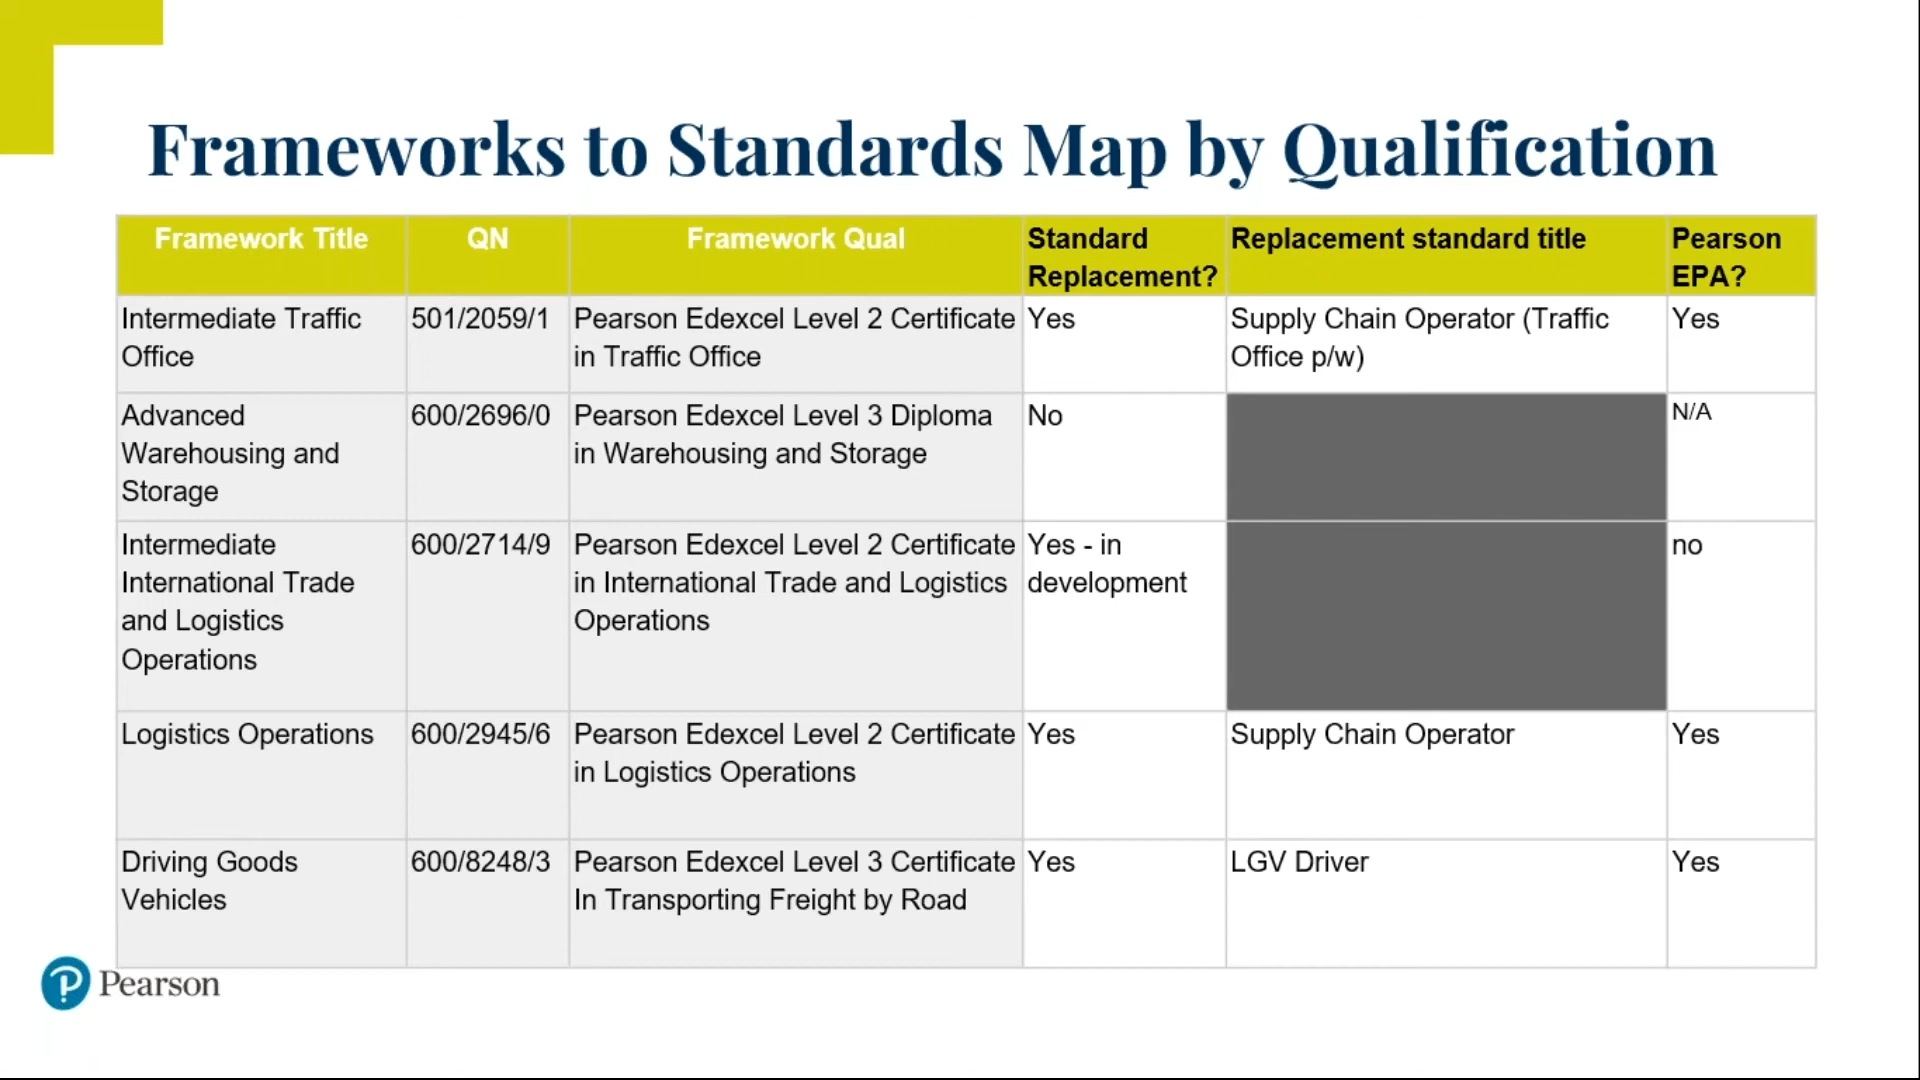 Frameworks to Standards Map by Qualification
Framework Title QN Framework Qual Standard Replacement? Replacement standard title Pearson EPA?
Intermediate Traffic Office 501/2059/1 Pearson Edexcel Level 2 Certificate in Traffic Office Yes Supply Chain Operator (Traffic Office p/w) Yes
Advanced Warehousing and Storage 600/2696/0 Pearson Edexcel Level 3 Diploma in Warehousing and Storage No N/A
Intermediate International Trade and Logistics Operations 600/2714/9 Pearson Edexcel Level 2 Certificate in International Trade and Logistics Operations Yes - in development no
Logistics Operations 600/2945/6 Pearson Edexcel Level 2 Certificate in Logistics Operations Yes Supply Chain Operator Yes
Driving Goods Vehicles 600/8248/3 Pearson Edexcel Level 3 Certificate In Transporting Freight by Road Yes LGV Driver Yes
Pearson